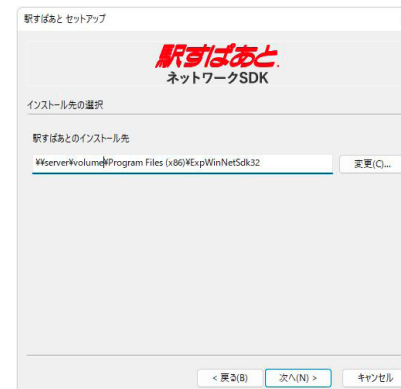 駅すぱあと セットアップ
駅すぱあと.
ネットワークSDK
インストール先の選択
駅すぱあとのインストール先
¥¥server¥volume¥Program Files (x86)¥ExpWinNetSdk32
変更(C)...
< 戻る(B)
次へ(N) >
キャンセル